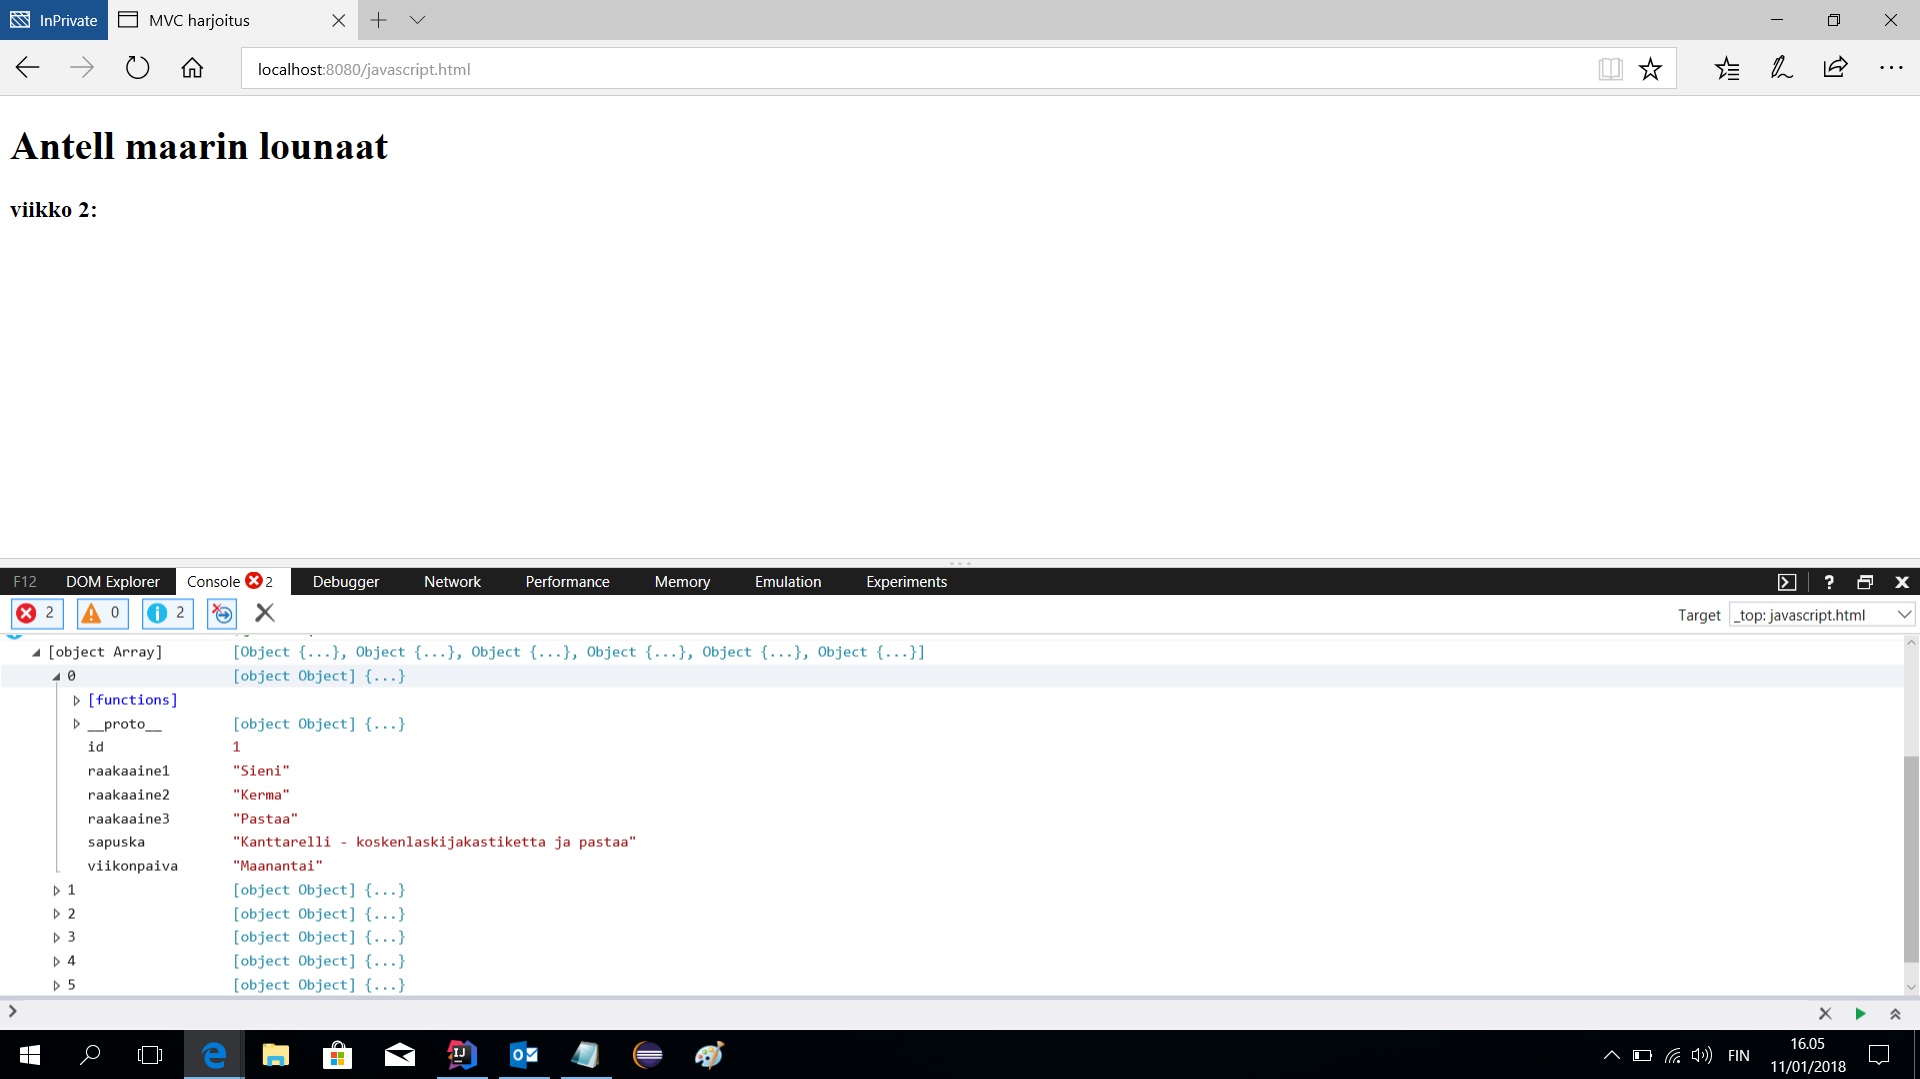 InPrivate MVC harjoitus
localhost:8080/javascript.html
Antell maarin lounaat
viikko 2:
F12 DOM Explorer Console 2 Debugger Network Performance Memory Emulation Experiments ?
2 0 2 Target _top: javascript.html
[object Array] [Object {...}, Object {...}, Object {...}, Object {...}, Object {...}, Object {...}]
0 [object Object] {...}
[functions]
__proto__ [object Object] {...}
id 1
raakaaine1 "Sieni"
raakaaine2 "Kerma"
raakaaine3 "Pastaa"
sapuska "Kanttarelli - koskenlaskijakastiketta ja pastaa"
viikonpaiva "Maanantai"
1 [object Object] {...}
2 [object Object] {...}
3 [object Object] {...}
4 [object Object] {...}
5 [object Object] {...}
FIN 16.05
11/01/2018